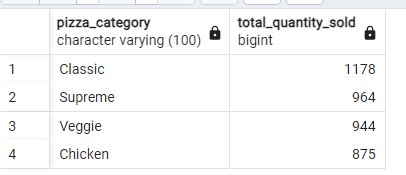 pizza_category total_quantity_sold
character varying (100) bigint
1 Classic 1178
2 Supreme 964
3 Veggie 944
4 Chicken 875